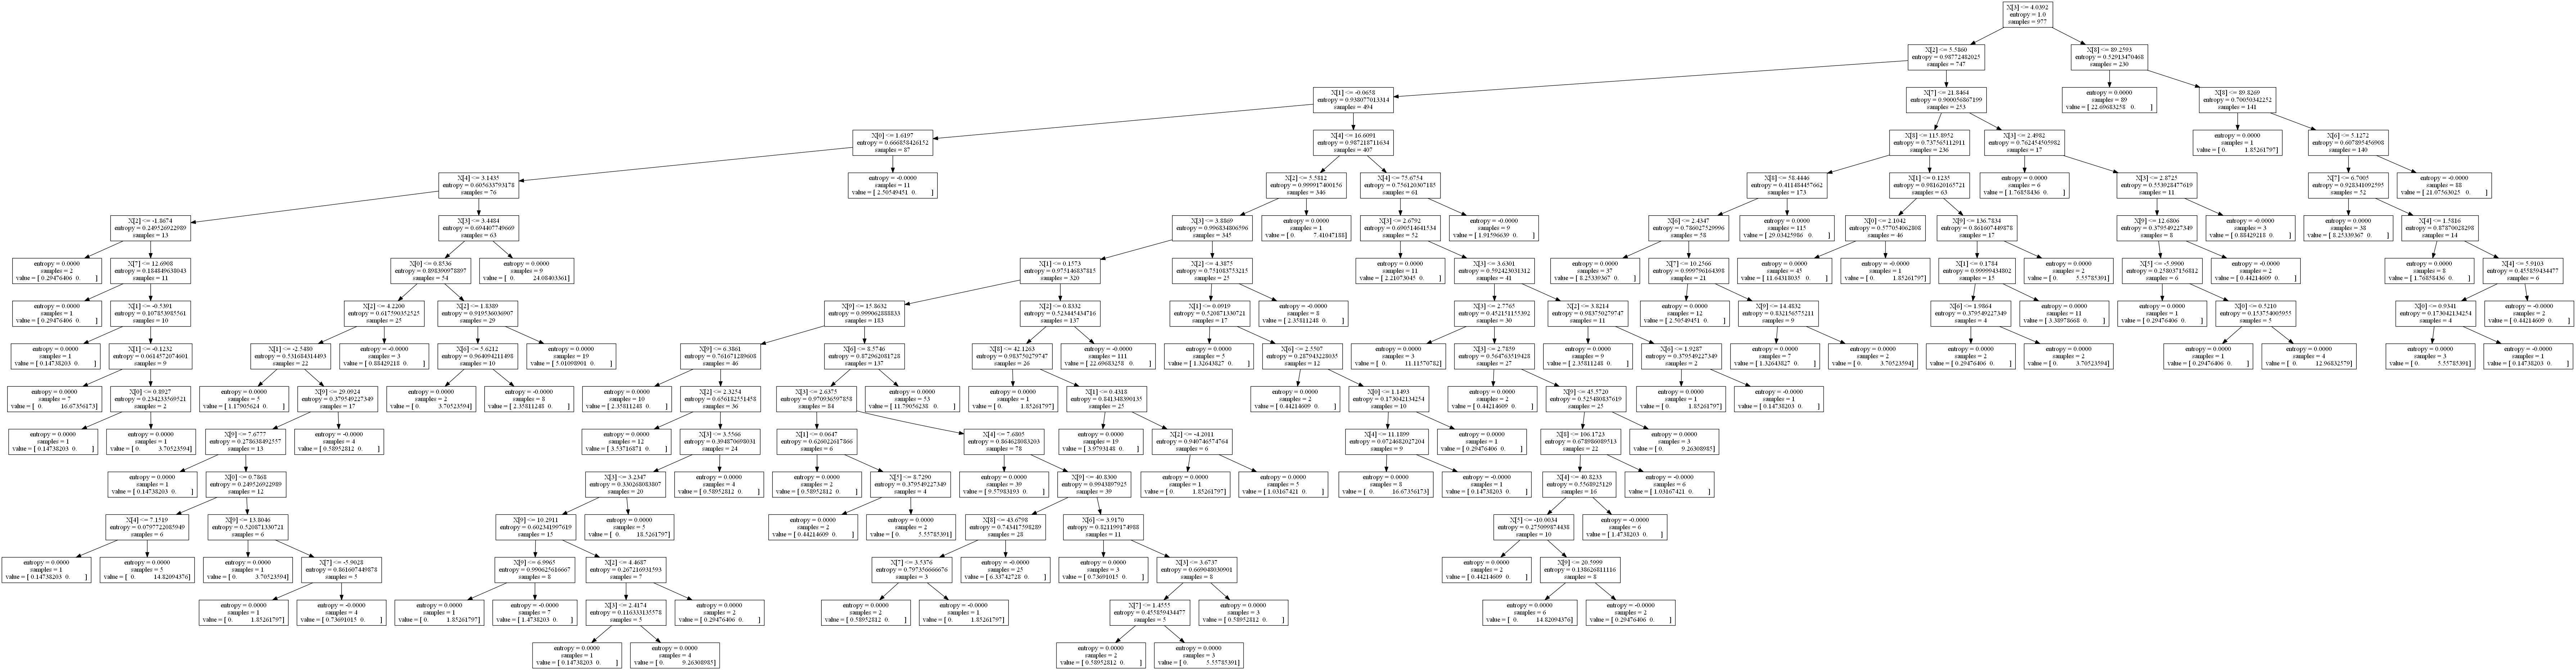 X[3] <= 4.0392
entropy = 1.0
samples = 977
X[2] <= 5.5860
entropy = 0.98772482025
samples = 747
X[8] <= 89.2593
entropy = 0.52913470468
samples = 230
X[1] <= -0.0658
entropy = 0.938077013314
samples = 494
X[7] <= 21.8464
entropy = 0.900056867199
samples = 253
entropy = 0.0000
samples = 89
value = [ 22.69683258 0. ]
X[8] <= 89.8269
entropy = 0.70050342252
samples = 141
X[0] <= 1.6197
entropy = 0.666858426152
samples = 87
X[4] <= 16.6091
entropy = 0.987218711634
samples = 407
X[8] <= 115.8952
entropy = 0.737565112911
samples = 236
X[3] <= 2.4982
entropy = 0.762454505982
samples = 17
entropy = 0.0000
samples = 1
value = [ 0. 1.85261797]
X[6] <= 5.1272
entropy = 0.607895456908
samples = 140
X[4] <= 3.1435
entropy = 0.605633793178
samples = 76
entropy = -0.0000
samples = 11
value = [ 2.50549451 0. ]
X[2] <= 5.5812
entropy = 0.999917400156
samples = 346
X[4] <= 75.6754
entropy = 0.756120307185
samples = 61
X[8] <= 58.4446
entropy = 0.411484457662
samples = 173
X[1] <= 0.1235
entropy = 0.981620165721
samples = 63
entropy = 0.0000
samples = 6
value = [ 1.76858436 0. ]
X[3] <= 2.8725
entropy = 0.553928477619
samples = 11
X[7] <= 6.7005
entropy = 0.928341092595
samples = 52
entropy = -0.0000
samples = 88
value = [ 21.07563025 0. ]
X[2] <= -1.8674
entropy = 0.249526922989
samples = 13
X[3] <= 3.4484
entropy = 0.694407749669
samples = 63
X[3] <= 3.8869
entropy = 0.996834806596
samples = 345
entropy = 0.0000
samples = 1
value = [ 0. 7.41047188]
X[3] <= 2.6792
entropy = 0.690514641534
samples = 52
entropy = -0.0000
samples = 9
value = [ 1.91596639 0. ]
X[6] <= 2.4347
entropy = 0.786027529996
samples = 58
entropy = 0.0000
samples = 115
value = [ 29.03425986 0. ]
X[0] <= 2.1042
entropy = 0.577054062808
samples = 46
X[9] <= 136.7834
entropy = 0.861607449878
samples = 17
X[9] <= 12.6806
entropy = 0.379549227349
samples = 8
entropy = -0.0000
samples = 3
value = [ 0.88429218 0. ]
entropy = 0.0000
samples = 38
value = [ 8.25339367 0. ]
X[4] <= 1.5816
entropy = 0.87870028298
samples = 14
entropy = 0.0000
samples = 2
value = [ 0.29476406 0. ]
X[7] <= 12.6908
entropy = 0.184849638043
samples = 11
X[0] <= 0.8536
entropy = 0.898390978897
samples = 54
entropy = 0.0000
samples = 9
value = [ 0. 24.08403361]
X[1] <= 0.1573
entropy = 0.975146837815
samples = 320
X[2] <= 4.3875
entropy = 0.751083753215
samples = 25
entropy = 0.0000
samples = 11
value = [ 2.21073045 0. ]
X[3] <= 3.6301
entropy = 0.592423031312
samples = 41
entropy = 0.0000
samples = 37
value = [ 8.25339367 0. ]
X[7] <= 10.2566
entropy = 0.999796164398
samples = 21
entropy = 0.0000
samples = 45
value = [ 11.64318035 0. ]
entropy = -0.0000
samples = 1
value = [ 0. 1.85261797]
X[1] <= 0.1784
entropy = 0.99999434802
samples = 15
entropy = 0.0000
samples = 2
value = [ 0. 5.55785391]
X[5] <= -5.9900
entropy = 0.258037156812
samples = 6
entropy = -0.0000
samples = 2
value = [ 0.44214609 0. ]
entropy = 0.0000
samples = 8
value = [ 1.76858436 0. ]
X[4] <= 3.9103
entropy = 0.455859434477
samples = 6
entropy = 0.0000
samples = 1
value = [ 0.29476406 0. ]
X[1] <= -0.5391
entropy = 0.107853985561
samples = 10
X[2] <= 4.2200
entropy = 0.617590352525
samples = 25
X[2] <= 1.8389
entropy = 0.919536036907
samples = 29
X[9] <= 15.8632
entropy = 0.999062888833
samples = 183
X[2] <= 0.8332
entropy = 0.523445434716
samples = 137
X[1] <= 0.0919
entropy = 0.520871330721
samples = 17
entropy = -0.0000
samples = 8
value = [ 2.35811248 0. ]
X[3] <= 2.7765
entropy = 0.452151155392
samples = 30
X[2] <= 3.8214
entropy = 0.983750279747
samples = 11
entropy = 0.0000
samples = 12
value = [ 2.50549451 0. ]
X[9] <= 14.4832
entropy = 0.832156575211
samples = 9
X[6] <= 1.9864
entropy = 0.379549227349
samples = 4
entropy = 0.0000
samples = 11
value = [ 3.38978668 0. ]
entropy = 0.0000
samples = 1
value = [ 0.29476406 0. ]
X[0] <= 0.5210
entropy = 0.153754005955
samples = 5
X[0] <= 0.9341
entropy = 0.173042134254
samples = 4
entropy = -0.0000
samples = 2
value = [ 0.44214609 0. ]
entropy = 0.0000
samples = 1
value = [ 0.14738203 0. ]
X[1] <= -0.1232
entropy = 0.0614572074601
samples = 9
X[1] <= -2.5480
entropy = 0.531684314493
samples = 22
entropy = -0.0000
samples = 3
value = [ 0.88429218 0. ]
X[6] <= 5.6212
entropy = 0.964094211498
samples = 10
entropy = 0.0000
samples = 19
value = [ 5.01098901 0. ]
X[9] <= 6.3861
entropy = 0.761671289608
samples = 46
X[6] <= 8.5746
entropy = 0.872962081728
samples = 137
X[8] <= 42.1263
entropy = 0.983750279747
samples = 26
entropy = -0.0000
samples = 111
value = [ 22.69683258 0. ]
entropy = 0.0000
samples = 5
value = [ 1.32643827 0. ]
X[6] <= 2.5507
entropy = 0.287943228035
samples = 12
entropy = 0.0000
samples = 3
value = [ 0. 11.11570782]
X[3] <= 2.7859
entropy = 0.564763519428
samples = 27
entropy = 0.0000
samples = 9
value = [ 2.35811248 0. ]
X[6] <= 1.9287
entropy = 0.379549227349
samples = 2
entropy = 0.0000
samples = 7
value = [ 1.32643827 0. ]
entropy = 0.0000
samples = 2
value = [ 0. 3.70523594]
entropy = 0.0000
samples = 2
value = [ 0.29476406 0. ]
entropy = 0.0000
samples = 2
value = [ 0. 3.70523594]
entropy = 0.0000
samples = 1
value = [ 0.29476406 0. ]
entropy = 0.0000
samples = 4
value = [ 0. 12.96832579]
entropy = 0.0000
samples = 3
value = [ 0. 5.55785391]
entropy = -0.0000
samples = 1
value = [ 0.14738203 0. ]
entropy = 0.0000
samples = 7
value = [ 0. 16.67356173]
X[0] <= 0.8927
entropy = 0.234233569521
samples = 2
entropy = 0.0000
samples = 5
value = [ 1.17905624 0. ]
X[9] <= 29.0924
entropy = 0.379549227349
samples = 17
entropy = 0.0000
samples = 2
value = [ 0. 3.70523594]
entropy = -0.0000
samples = 8
value = [ 2.35811248 0. ]
entropy = 0.0000
samples = 10
value = [ 2.35811248 0. ]
X[2] <= 2.3254
entropy = 0.656182551458
samples = 36
X[3] <= 2.6375
entropy = 0.970936597858
samples = 84
entropy = 0.0000
samples = 53
value = [ 11.79056238 0. ]
entropy = 0.0000
samples = 1
value = [ 0. 1.85261797]
X[1] <= 0.4318
entropy = 0.841348390135
samples = 25
entropy = 0.0000
samples = 2
value = [ 0.44214609 0. ]
X[0] <= 1.1493
entropy = 0.173042134254
samples = 10
entropy = 0.0000
samples = 2
value = [ 0.44214609 0. ]
X[9] <= 45.5720
entropy = 0.525480837619
samples = 25
entropy = 0.0000
samples = 1
value = [ 0. 1.85261797]
entropy = -0.0000
samples = 1
value = [ 0.14738203 0. ]
entropy = 0.0000
samples = 1
value = [ 0.14738203 0. ]
entropy = 0.0000
samples = 1
value = [ 0. 3.70523594]
X[9] <= 7.6777
entropy = 0.278638492557
samples = 13
entropy = -0.0000
samples = 4
value = [ 0.58952812 0. ]
entropy = 0.0000
samples = 12
value = [ 3.53716871 0. ]
X[3] <= 3.5566
entropy = 0.394870698031
samples = 24
X[1] <= 0.0647
entropy = 0.626022617866
samples = 6
X[4] <= 7.6805
entropy = 0.864628083203
samples = 78
entropy = 0.0000
samples = 19
value = [ 3.9793148 0. ]
X[2] <= -4.2011
entropy = 0.940746574764
samples = 6
X[4] <= 11.1899
entropy = 0.0724682027204
samples = 9
entropy = 0.0000
samples = 1
value = [ 0.29476406 0. ]
X[8] <= 106.1723
entropy = 0.678986089513
samples = 22
entropy = 0.0000
samples = 3
value = [ 0. 9.26308985]
entropy = 0.0000
samples = 1
value = [ 0.14738203 0. ]
X[0] <= 0.7868
entropy = 0.249526922989
samples = 12
X[3] <= 3.2347
entropy = 0.330268083807
samples = 20
entropy = 0.0000
samples = 4
value = [ 0.58952812 0. ]
entropy = 0.0000
samples = 2
value = [ 0.58952812 0. ]
X[5] <= 8.7290
entropy = 0.379549227349
samples = 4
entropy = 0.0000
samples = 39
value = [ 9.57983193 0. ]
X[9] <= 40.8300
entropy = 0.9943897925
samples = 39
entropy = 0.0000
samples = 1
value = [ 0. 1.85261797]
entropy = 0.0000
samples = 5
value = [ 1.03167421 0. ]
entropy = 0.0000
samples = 8
value = [ 0. 16.67356173]
entropy = -0.0000
samples = 1
value = [ 0.14738203 0. ]
X[4] <= 40.8233
entropy = 0.5568925129
samples = 16
entropy = -0.0000
samples = 6
value = [ 1.03167421 0. ]
X[4] <= 7.1519
entropy = 0.0797722085949
samples = 6
X[9] <= 13.8046
entropy = 0.520871330721
samples = 6
X[9] <= 10.2911
entropy = 0.602341997619
samples = 15
entropy = 0.0000
samples = 5
value = [ 0. 18.5261797]
entropy = 0.0000
samples = 2
value = [ 0.44214609 0. ]
entropy = 0.0000
samples = 2
value = [ 0. 5.55785391]
X[8] <= 43.6798
entropy = 0.743417598289
samples = 28
X[6] <= 3.9170
entropy = 0.821199174988
samples = 11
X[5] <= -10.0034
entropy = 0.275099874438
samples = 10
entropy = -0.0000
samples = 6
value = [ 1.4738203 0. ]
entropy = 0.0000
samples = 1
value = [ 0.14738203 0. ]
entropy = 0.0000
samples = 5
value = [ 0. 14.82094376]
entropy = 0.0000
samples = 1
value = [ 0. 3.70523594]
X[7] <= -5.9028
entropy = 0.861607449878
samples = 5
X[9] <= 6.9965
entropy = 0.990625616667
samples = 8
X[2] <= 4.4687
entropy = 0.267216931593
samples = 7
X[7] <= 3.5376
entropy = 0.797356666676
samples = 3
entropy = -0.0000
samples = 25
value = [ 6.33742728 0. ]
entropy = 0.0000
samples = 3
value = [ 0.73691015 0. ]
X[3] <= 3.6737
entropy = 0.669048030901
samples = 8
entropy = 0.0000
samples = 2
value = [ 0.44214609 0. ]
X[9] <= 20.5999
entropy = 0.138626811116
samples = 8
entropy = 0.0000
samples = 1
value = [ 0. 1.85261797]
entropy = -0.0000
samples = 4
value = [ 0.73691015 0. ]
entropy = 0.0000
samples = 1
value = [ 0. 1.85261797]
entropy = -0.0000
samples = 7
value = [ 1.4738203 0. ]
X[3] <= 2.4174
entropy = 0.116333135578
samples = 5
entropy = 0.0000
samples = 2
value = [ 0.29476406 0. ]
entropy = 0.0000
samples = 2
value = [ 0.58952812 0. ]
entropy = -0.0000
samples = 1
value = [ 0. 1.85261797]
X[7] <= 1.4555
entropy = 0.455859434477
samples = 5
entropy = 0.0000
samples = 3
value = [ 0.58952812 0. ]
entropy = 0.0000
samples = 6
value = [ 0. 14.82094376]
entropy = -0.0000
samples = 2
value = [ 0.29476406 0. ]
entropy = 0.0000
samples = 1
value = [ 0.14738203 0. ]
entropy = 0.0000
samples = 4
value = [ 0. 9.26308985]
entropy = 0.0000
samples = 2
value = [ 0.58952812 0. ]
entropy = 0.0000
samples = 3
value = [ 0. 5.55785391]